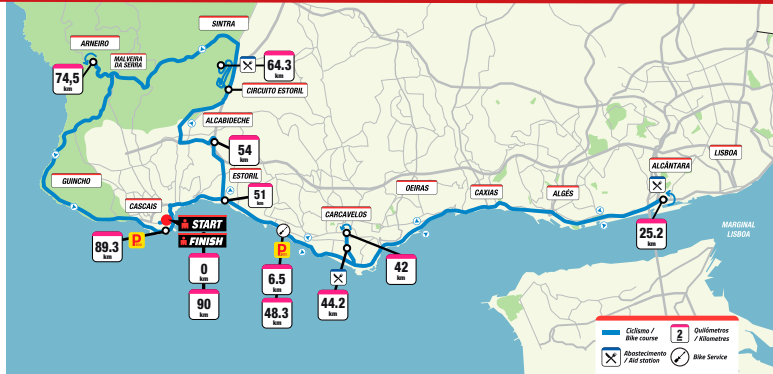 SINTRA
ARNEIRO
MALVEIRA
DA SERRA
74,5
km
64.3
km
CIRCUITO ESTORIL
ALCABIDECHE
54
km
LISBOA
ALCÂNTARA
GUINCHO
ESTORIL
51
km
OEIRAS
CAXIAS
ALGÉS
CASCAIS
CARCAVELOS
START
FINISH
89.3
km
P
0
km
90
km
P
6.5
km
48.3
km
44.2
km
42
km
25.2
km
MARGINAL
LISBOA
Ciclismo /
Bike course
2
Quilómetros
/ Kilometres
Abastecimento
/ Aid station
Bike Service